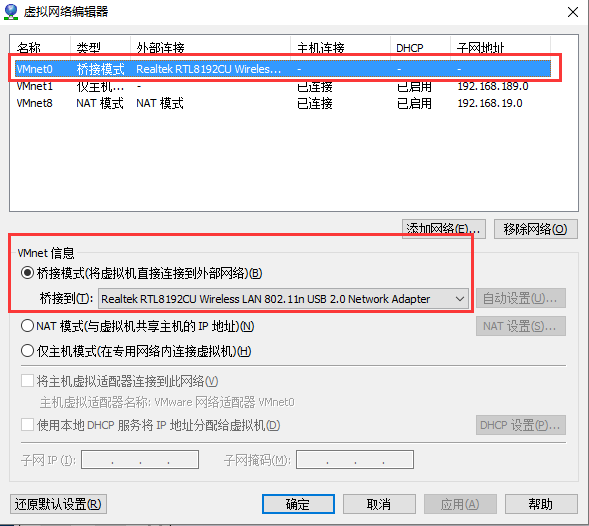 虚拟网络编辑器
名称 类型 外部连接 主机连接 DHCP 子网地址
VMnet0 桥接模式 Realtek RTL8192CU Wireles... - - -
VMnet1 仅主机... - 已连接 已启用 192.168.189.0
VMnet8 NAT 模式 NAT 模式 已连接 已启用 192.168.19.0
添加网络(E)... 移除网络(O)
VMnet 信息
桥接模式(将虚拟机直接连接到外部网络)(B)
桥接到(T): Realtek RTL8192CU Wireless LAN 802.11n USB 2.0 Network Adapter 自动设置(U)...
NAT 模式(与虚拟机共享主机的 IP 地址)(N) NAT 设置(S)...
仅主机模式(在专用网络内连接虚拟机)(H)
将主机虚拟适配器连接到此网络(V)
主机虚拟适配器名称: VMware 网络适配器 VMnet0
使用本地 DHCP 服务将 IP 地址分配给虚拟机(D) DHCP 设置(P)...
子网 IP (I): . . . 子网掩码(M): . . .
还原默认设置(R) 确定 取消 应用(A) 帮助